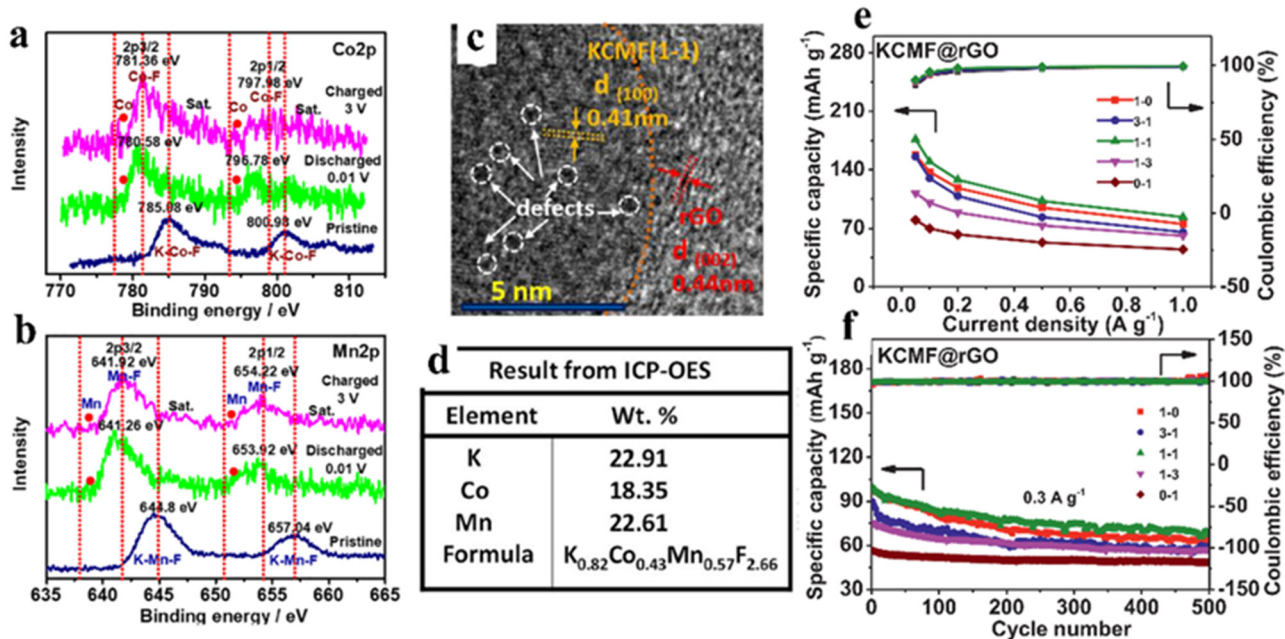 a
Co2p
2p3/2
781.36 eV
Co-F
2p1/2
797.98 eV
Co-F
Co
Co
Sat.
Sat.
Charged
3 V
780.58 eV
796.78 eV
Discharged
0.01 V
785.08 eV
800.98 eV
Pristine
K-Co-F
K-Co-F
Intensity
770 780 790 800 810
Binding energy / eV
b
Mn2p
2p3/2
641.92 eV
Mn-F
2p1/2
654.22 eV
Mn-F
Mn
Mn
Sat.
Sat.
Charged
3 V
641.26 eV
653.92 eV
Discharged
0.01 V
644.8 eV
657.04 eV
Pristine
K-Mn-F
K-Mn-F
Intensity
635 640 645 650 655 660 665
Binding energy / eV
c
KCMF(1-1)
d (100)
0.41nm
defects
rGO
d (002)
0.44nm
5 nm
d
Result from ICP-OES
Element Wt. %
K 22.91
Co 18.35
Mn 22.61
Formula K0.82Co0.43Mn0.57F2.66
e
KCMF@rGO
280
210
140
70
0
Specific capacity (mAh g-1)
1-0
3-1
1-1
1-3
0-1
100
50
0
-50
Coulombic efficiency (%)
0.0 0.2 0.4 0.6 0.8 1.0
Current density (A g-1)
f
KCMF@rGO
180
150
120
90
60
30
Specific capacity (mAh g-1)
1-0
3-1
1-1
1-3
0-1
0.3 A g-1
150
100
50
0
-50
-100
-150
Coulombic efficiency (%)
0 100 200 300 400 500
Cycle number